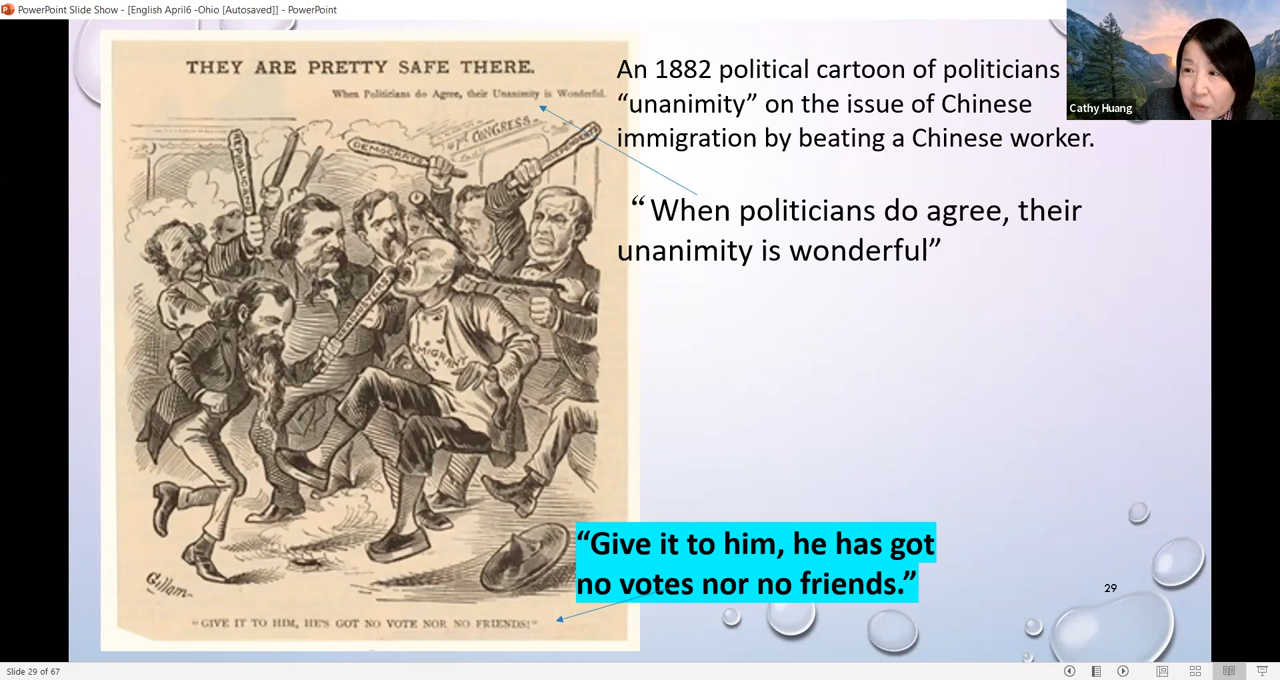 PowerPoint Slide Show - [English April6 -Ohio [Autosaved]] - PowerPoint
THEY ARE PRETTY SAFE THERE.
When Politicians do Agree, their Unanimity is Wonderful.
CONGRESS.
REPUBLICAN
DEMOCRATS
INDEPENDENTS
HEADQUARTERS
MIGRANT
Gillam
"GIVE IT TO HIM, HE'S GOT NO VOTE NOR NO FRIENDS!"
An 1882 political cartoon of politicians
“unanimity” on the issue of Chinese
immigration by beating a Chinese worker.
“When politicians do agree, their
unanimity is wonderful”
“Give it to him, he has got
no votes nor no friends.”
29
Cathy Huang
Slide 29 of 67